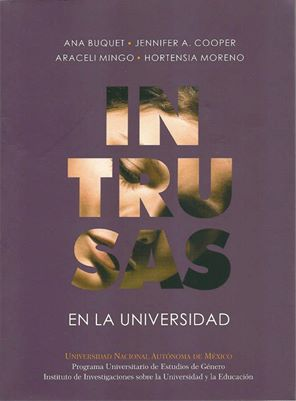 ANA BUQUET • JENNIFER A. COOPER
ARACELI MINGO • HORTENSIA MORENO
IN
TRU
SAS
EN LA UNIVERSIDAD
UNIVERSIDAD NACIONAL AUTÓNOMA DE MÉXICO
Programa Universitario de Estudios de Género
Instituto de Investigaciones sobre la Universidad y la Educación